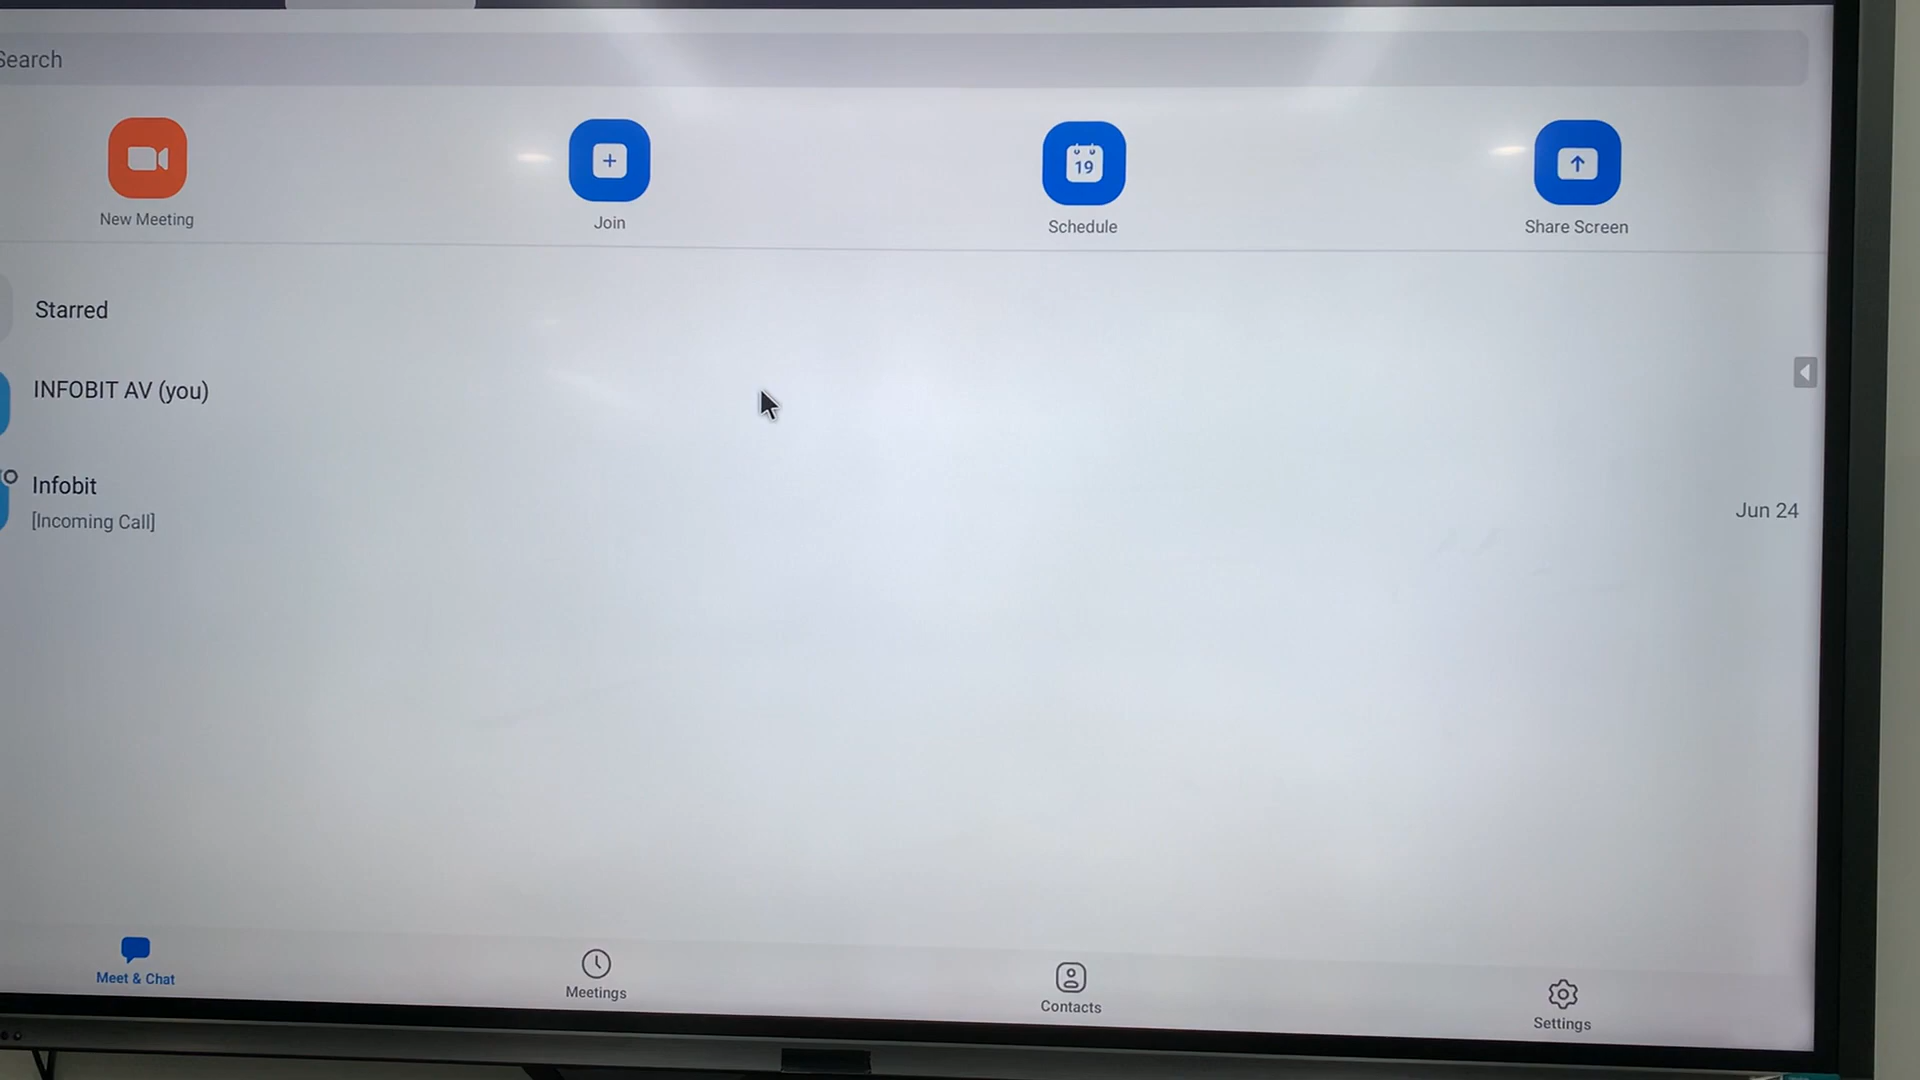 Search
New Meeting
Join
19
Schedule
Share Screen
Starred
INFOBIT AV (you)
Infobit
[Incoming Call]
Jun 24
Meet & Chat
Meetings
Contacts
Settings